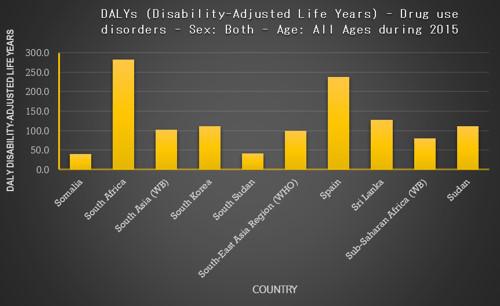 DALYs (Disability-Adjusted Life Years) - Drug use
disorders - Sex: Both - Age: All Ages during 2015
DALY DISABILITY-ADJUSTED LIFE YEARS
300.0
250.0
200.0
150.0
100.0
50.0
0.0
Somalia
South Africa
South Asia (WB)
South Korea
South Sudan
South-East Asia Region (WHO)
Spain
Sri Lanka
Sub-Saharan Africa (WB)
Sudan
COUNTRY